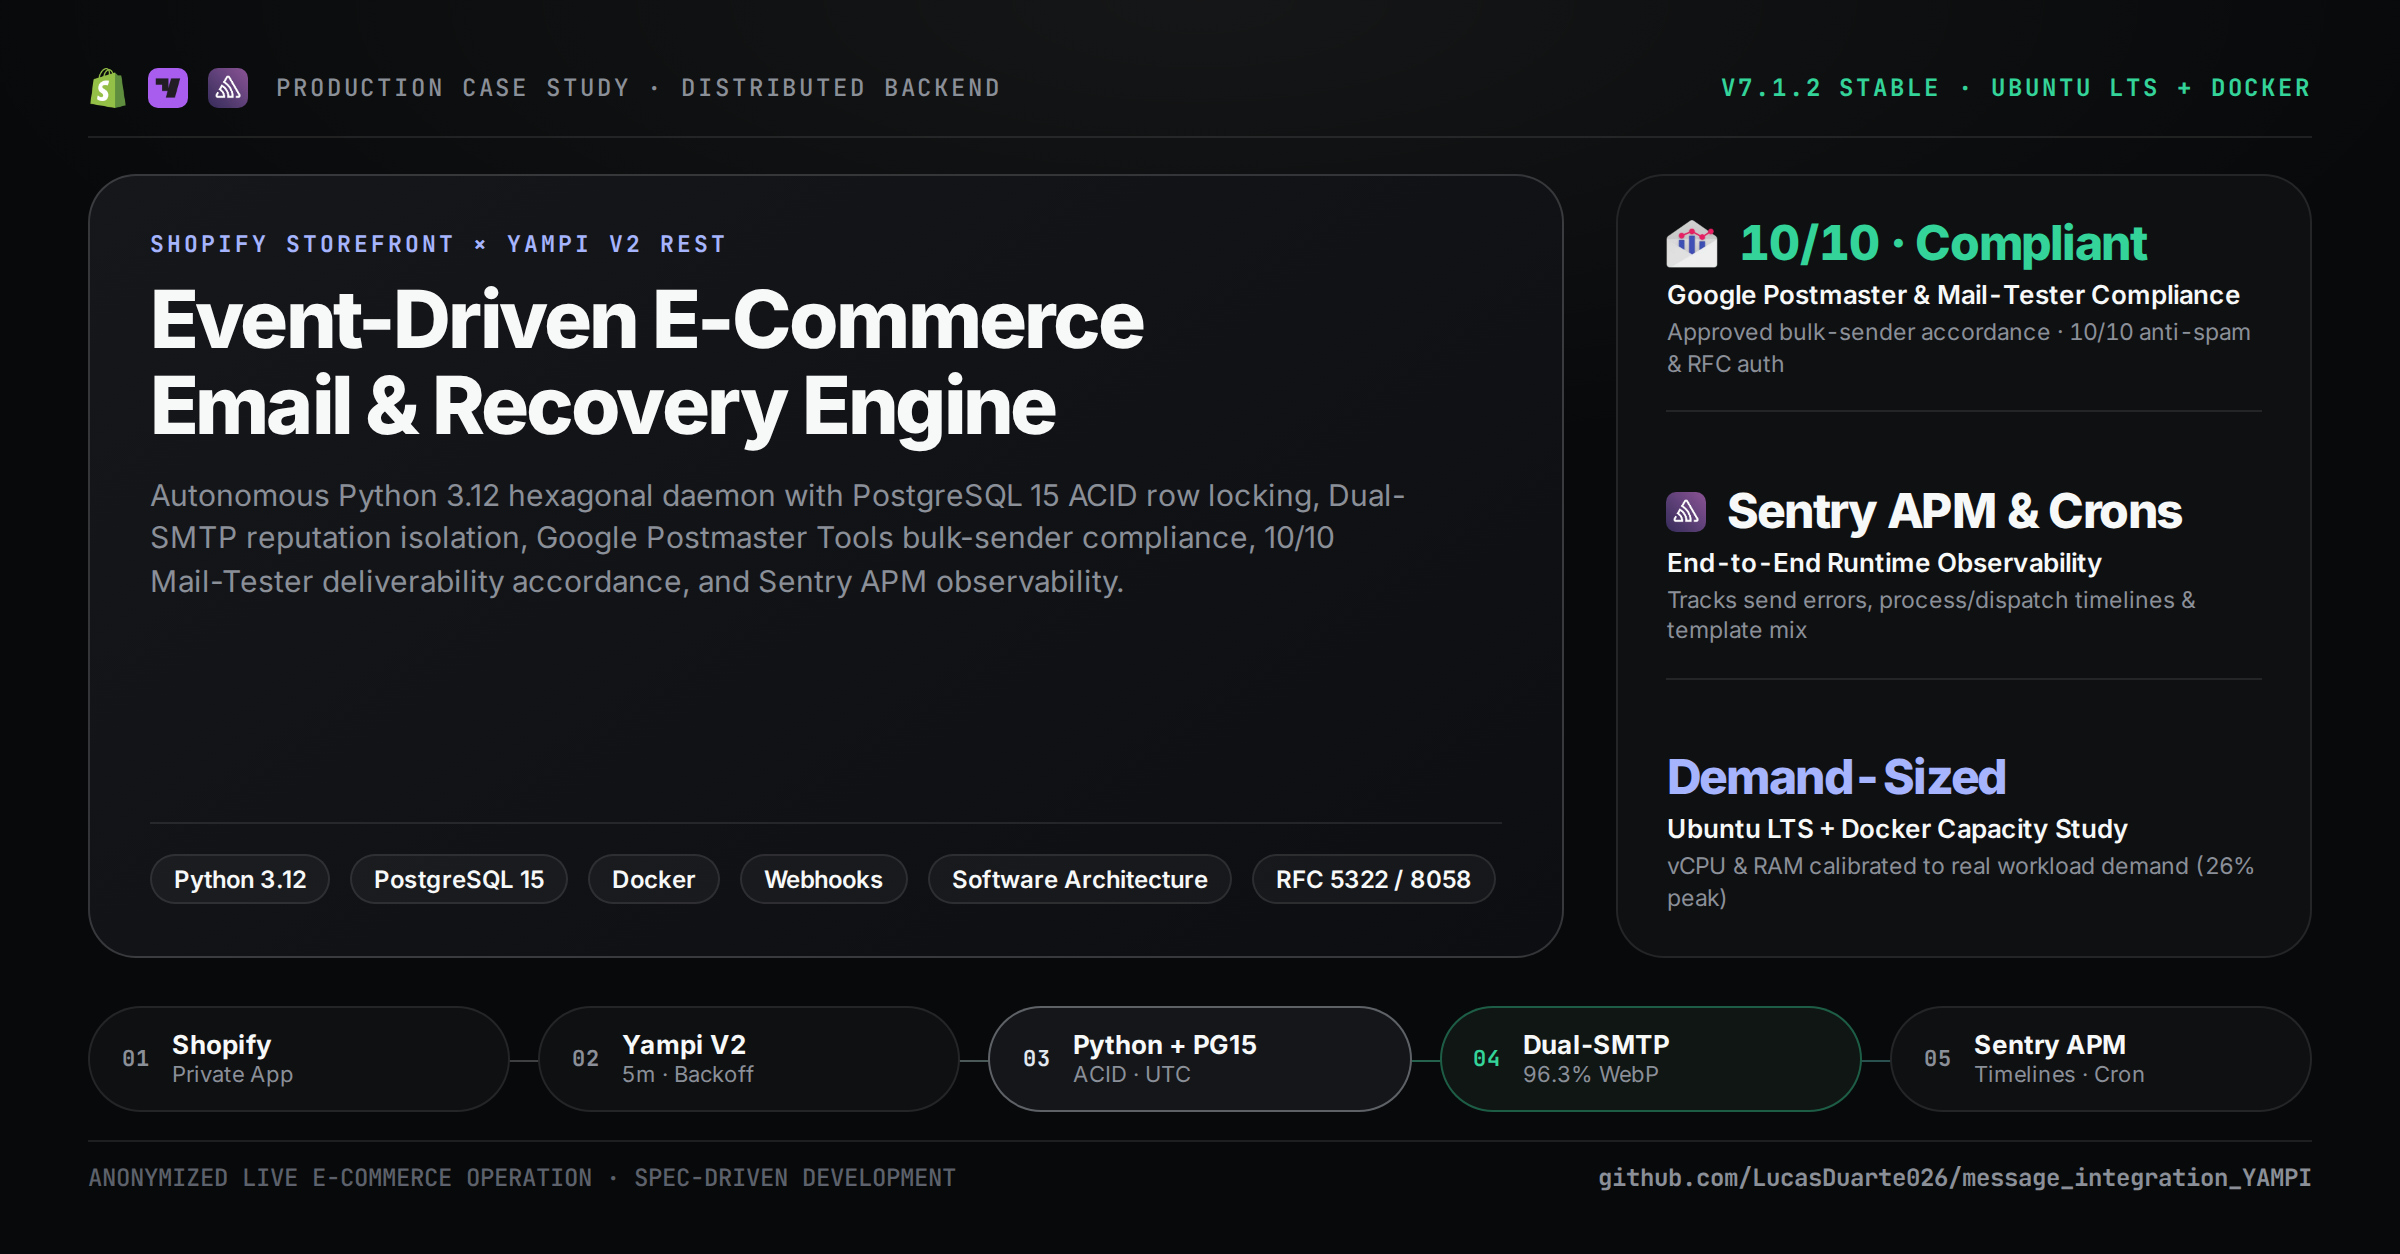 PRODUCTION CASE STUDY · DISTRIBUTED BACKEND
V7.1.2 STABLE · UBUNTU LTS + DOCKER
SHOPIFY STOREFRONT × YAMPI V2 REST
Event-Driven E-Commerce
Email & Recovery Engine
Autonomous Python 3.12 hexagonal daemon with PostgreSQL 15 ACID row locking, Dual-
SMTP reputation isolation, Google Postmaster Tools bulk-sender compliance, 10/10
Mail-Tester deliverability accordance, and Sentry APM observability.
Python 3.12
PostgreSQL 15
Docker
Webhooks
Software Architecture
RFC 5322 / 8058
10/10 · Compliant
Google Postmaster & Mail-Tester Compliance
Approved bulk-sender accordance · 10/10 anti-spam
& RFC auth
Sentry APM & Crons
End-to-End Runtime Observability
Tracks send errors, process/dispatch timelines &
template mix
Demand-Sized
Ubuntu LTS + Docker Capacity Study
vCPU & RAM calibrated to real workload demand (26%
peak)
01
Shopify
Private App
02
Yampi V2
5m · Backoff
03
Python + PG15
ACID · UTC
04
Dual-SMTP
96.3% WebP
05
Sentry APM
Timelines · Cron
ANONYMIZED LIVE E-COMMERCE OPERATION · SPEC-DRIVEN DEVELOPMENT
github.com/LucasDuarte026/message_integration_YAMPI